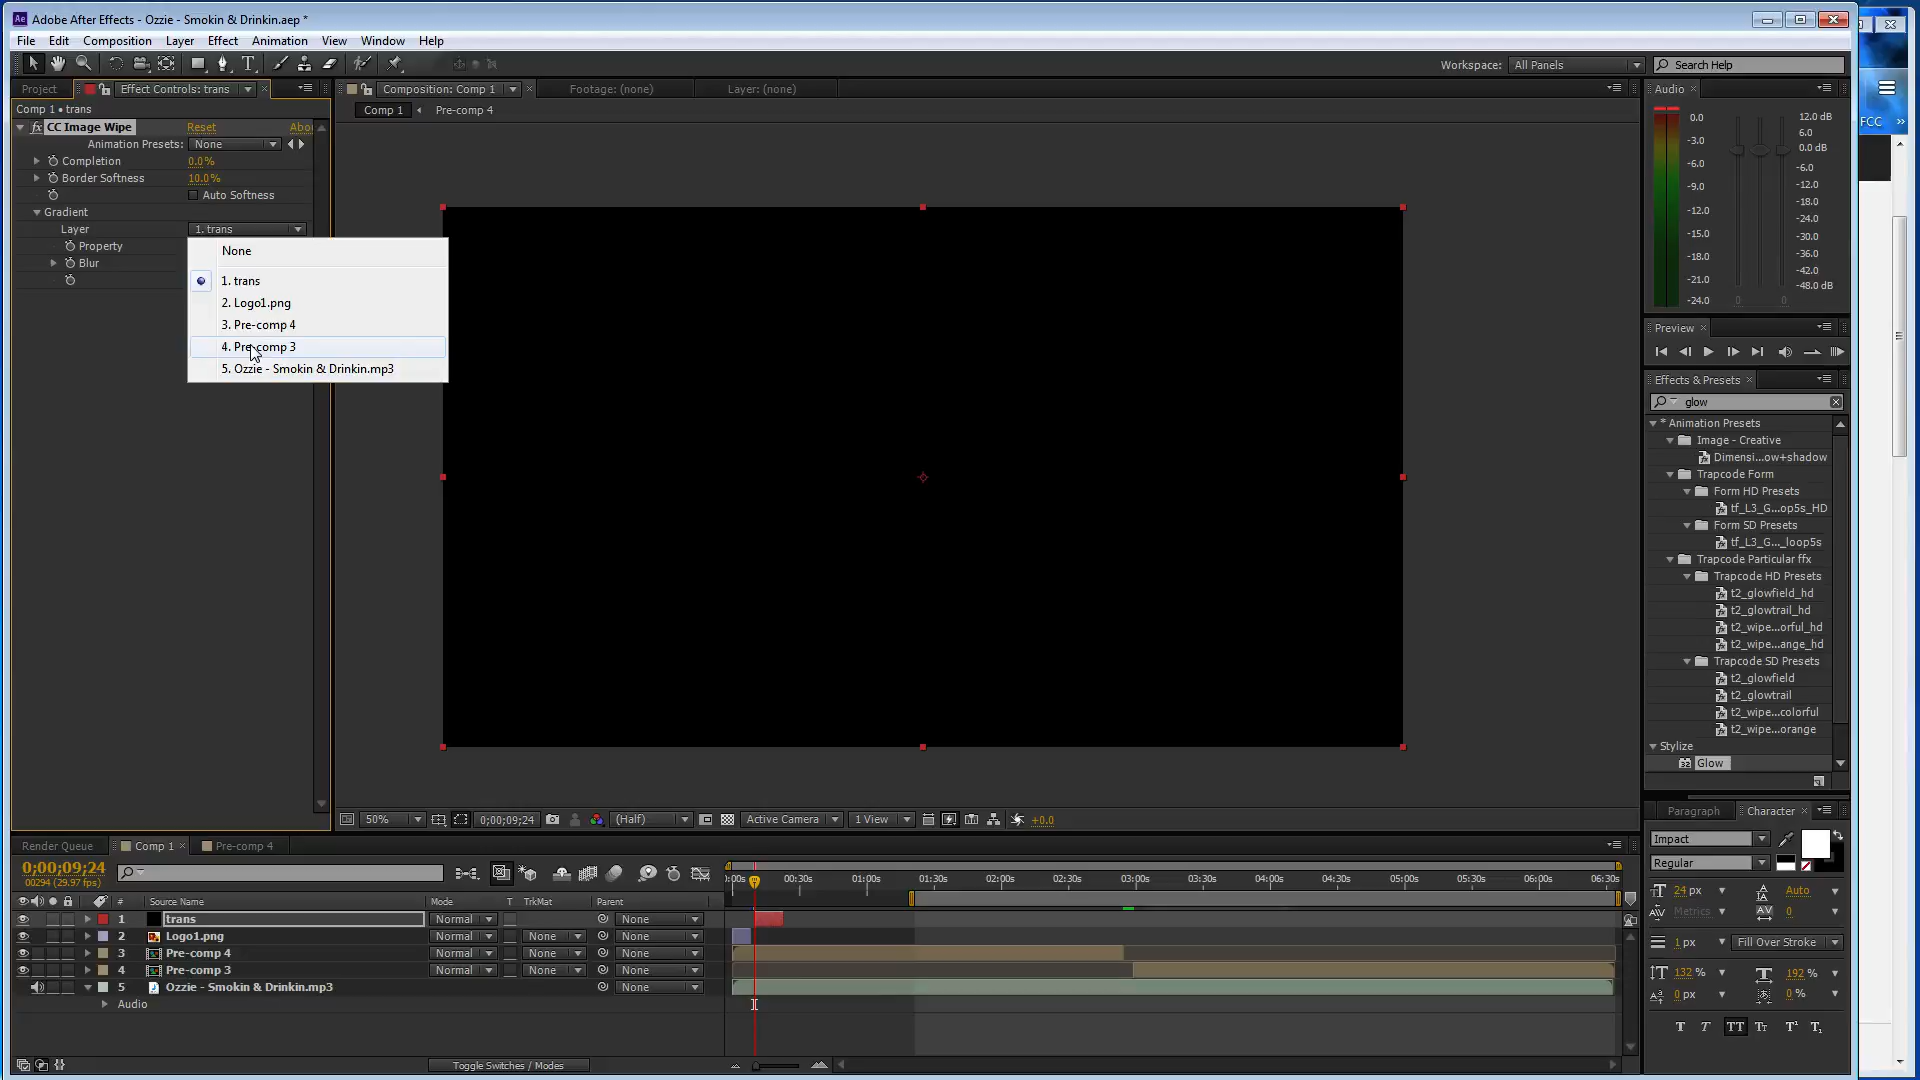 Adobe After Effects - Ozzie - Smokin & Drinkin.aep *
File Edit Composition Layer Effect Animation View Window Help
Workspace: All Panels Search Help
Project Effect Controls: trans Composition: Comp 1 Footage: (none) Layer: (none) Audio
Comp 1 • trans Comp 1 Pre-comp 4
FCC »
fx CC Image Wipe Reset Abo
Animation Presets: None
Completion 0.0%
Border Softness 10.0%
Auto Softness
Gradient
Layer 1. trans
Property
Blur
None
1. trans
2. Logo1.png
3. Pre-comp 4
4. Pre-comp 3
5. Ozzie - Smokin & Drinkin.mp3
0.0
-3.0
-6.0
-9.0
-12.0
-15.0
-18.0
-21.0
-24.0
0 0
12.0 dB
6.0
0.0 dB
-6.0
-12.0
-18.0
-24.0
-30.0
-36.0
-42.0
-48.0 dB
Preview
Effects & Presets
glow
* Animation Presets
Image - Creative
Dimensi...ow+shadow
Trapcode Form
Form HD Presets
tf_L3_G...op5s_HD
Form SD Presets
tf_L3_G..._loop5s
Trapcode Particular ffx
Trapcode HD Presets
t2_glowfield_hd
t2_glowtrail_hd
t2_wipe...orful_hd
t2_wipe...ange_hd
Trapcode SD Presets
t2_glowfield
t2_glowtrail
t2_wipe...colorful
t2_wipe...orange
Stylize
32 Glow
50% 0;00;09;24 (Half) Active Camera 1 View +0.0
Paragraph Character
Impact
Regular
24 px Auto
Metrics 0
1 px Fill Over Stroke
132 % 192 %
0 px 0 %
T T TT Tt T¹ T₁
Render Queue Comp 1 Pre-comp 4
0;00;09;24
00294 (29.97 fps)
:00s 00:30s 01:00s 01:30s 02:00s 02:30s 03:00s 03:30s 04:00s 04:30s 05:00s 05:30s 06:00s 06:30s
# Source Name Mode T TrkMat Parent
1 trans Normal None
2 Logo1.png Normal None None
3 Pre-comp 4 Normal None None
4 Pre-comp 3 Normal None None
5 Ozzie - Smokin & Drinkin.mp3 None
Audio
Toggle Switches / Modes